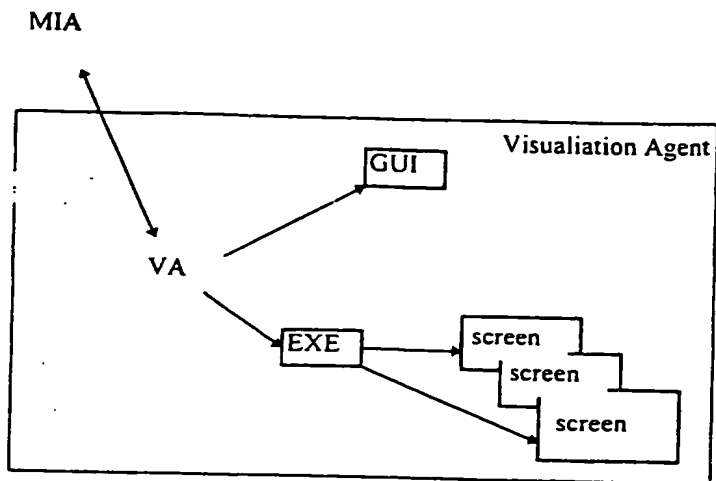 MIA
Visualiation Agent
GUI
VA
EXE
screen
screen
screen